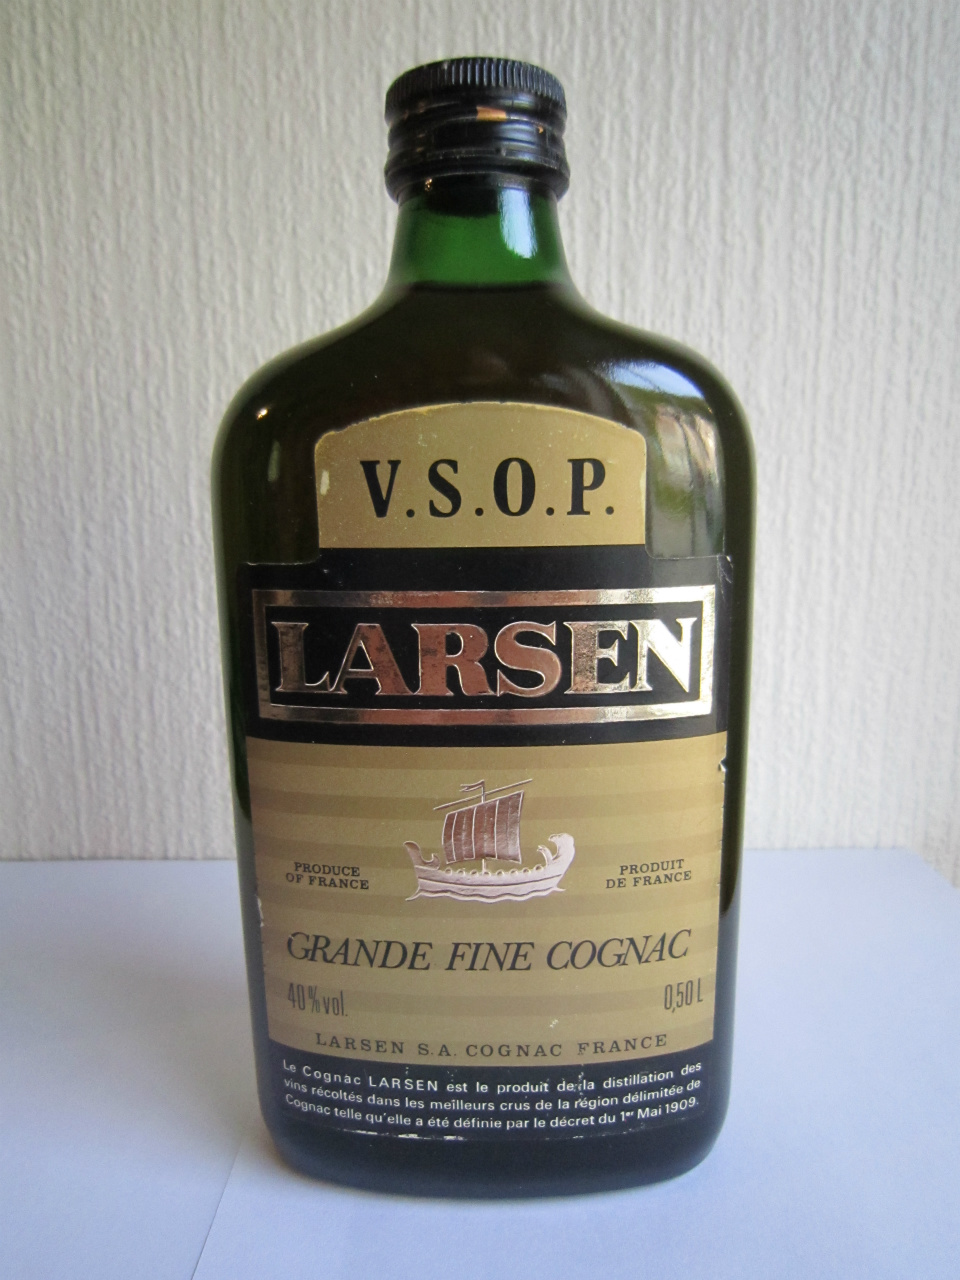 V.S.O.P.
LARSEN
PRODUCE
OF FRANCE
PRODUIT
DE FRANCE
GRANDE FINE COGNAC
40% vol.
0,50 L
LARSEN S.A. COGNAC FRANCE
Le Cognac LARSEN est le produit de la distillation des
vins récoltés dans les meilleurs crus de la région délimitée de
Cognac telle qu'elle a été définie par le décret du 1er Mai 1909.